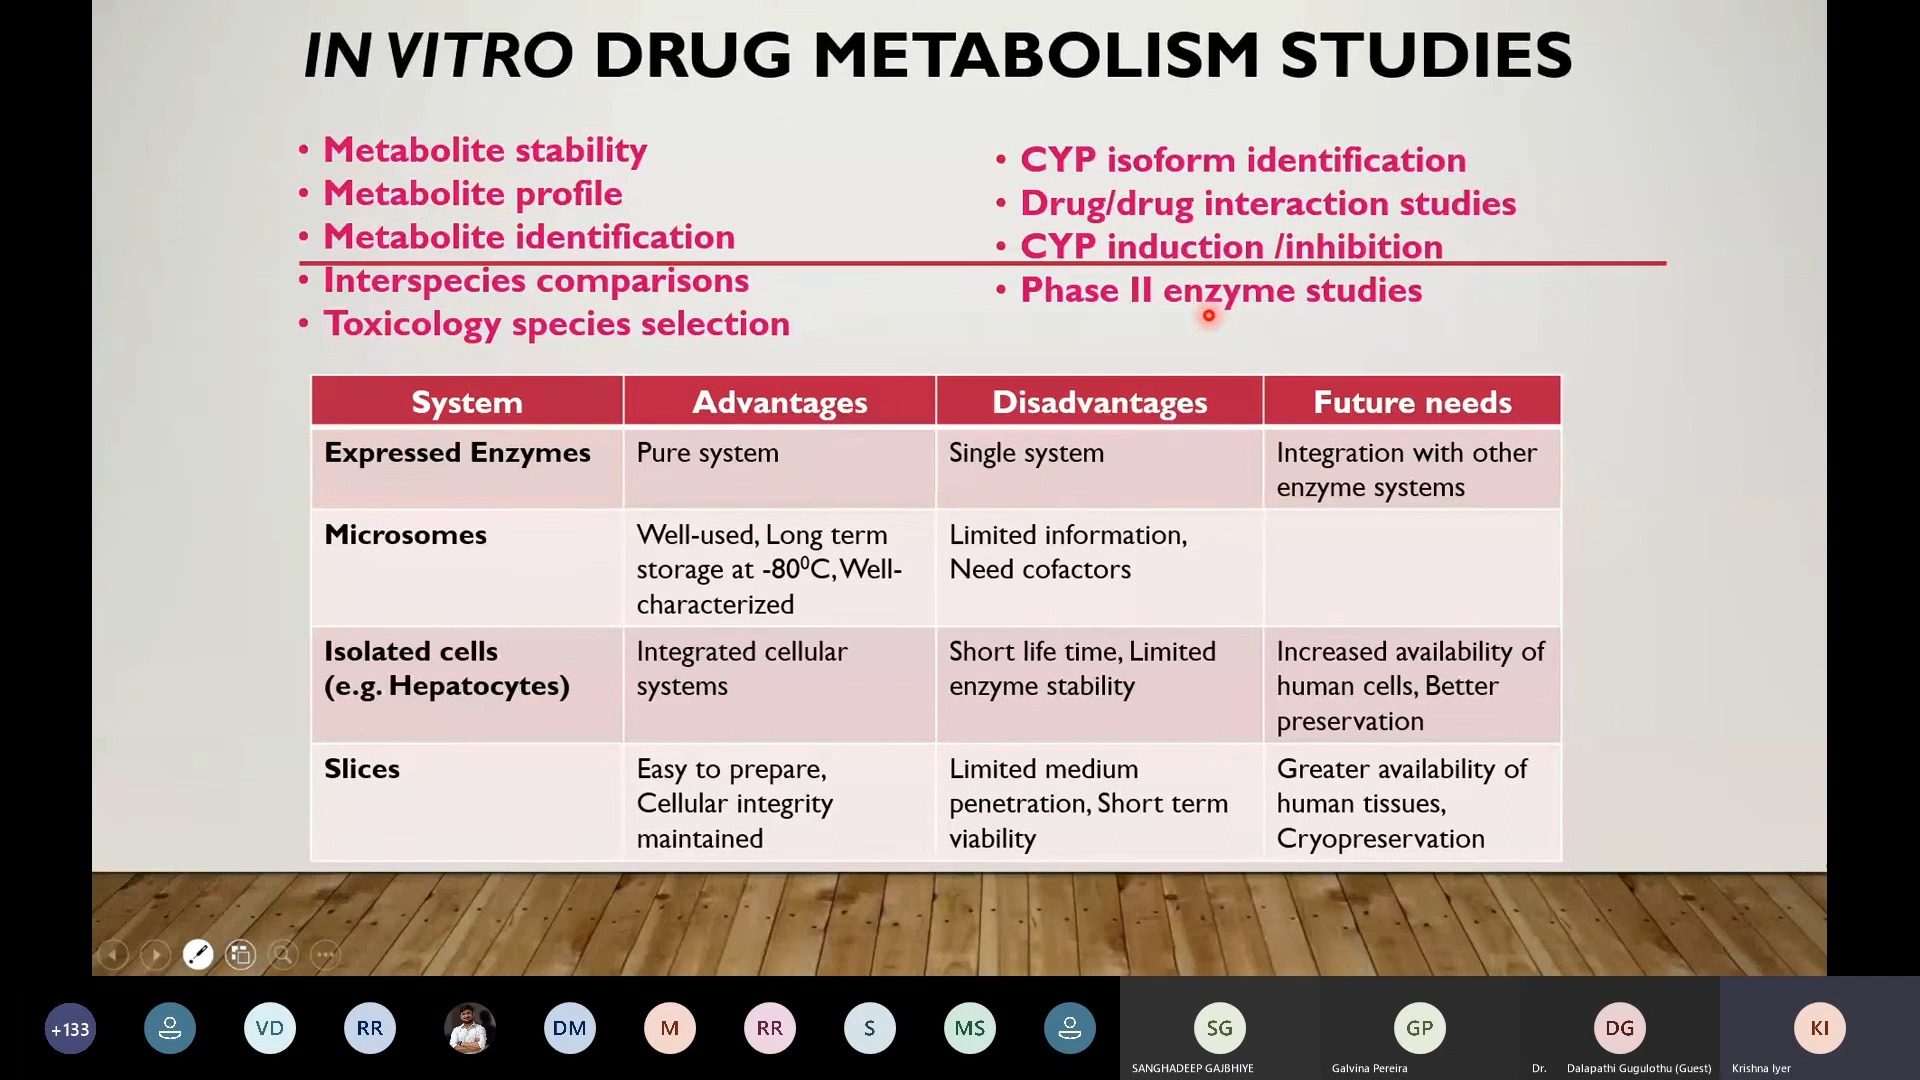 IN VITRO DRUG METABOLISM STUDIES
• Metabolite stability
• Metabolite profile
• Metabolite identification
• Interspecies comparisons
• Toxicology species selection
• CYP isoform identification
• Drug/drug interaction studies
• CYP induction /inhibition
• Phase II enzyme studies
System Advantages Disadvantages Future needs
Expressed Enzymes
Pure system
Single system
Integration with other
enzyme systems
Microsomes
Well-used, Long term
storage at -80⁰C, Well-
characterized
Limited information,
Need cofactors
Isolated cells
(e.g. Hepatocytes)
Integrated cellular
systems
Short life time, Limited
enzyme stability
Increased availability of
human cells, Better
preservation
Slices
Easy to prepare,
Cellular integrity
maintained
Limited medium
penetration, Short term
viability
Greater availability of
human tissues,
Cryopreservation
+133 VD RR DM M RR S MS SG GP DG KI
SANGHADEEP GAJBHIYE Galvina Pereira Dr. Dalapathi Gugulothu (Guest) Krishna Iyer